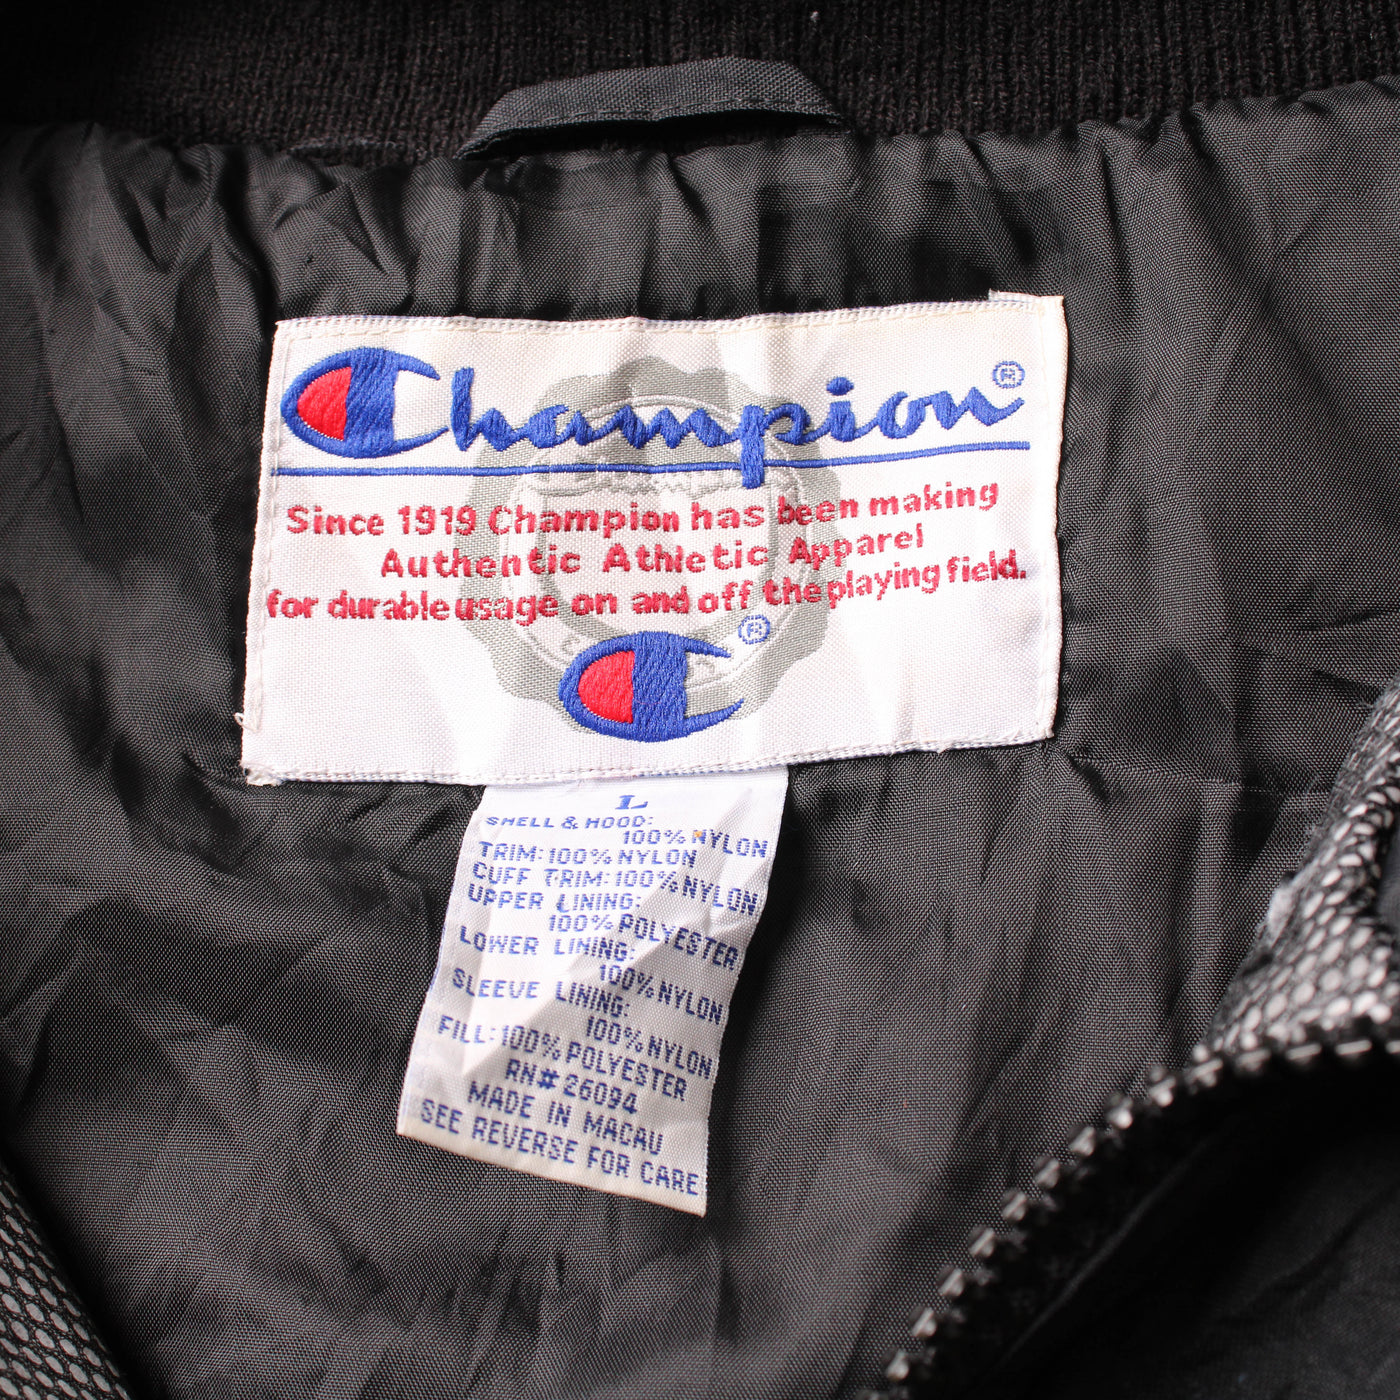 Champion®
Since 1919 Champion has been making
Authentic Athletic Apparel
for durable usage on and off the playing field.
®
L
SHELL & HOOD:
100% NYLON
TRIM: 100% NYLON
CUFF TRIM: 100% NYLON
UPPER LINING:
100% POLYESTER
LOWER LINING:
100% NYLON
SLEEVE LINING:
100% NYLON
FILL: 100% POLYESTER
RN# 26094
MADE IN MACAU
SEE REVERSE FOR CARE